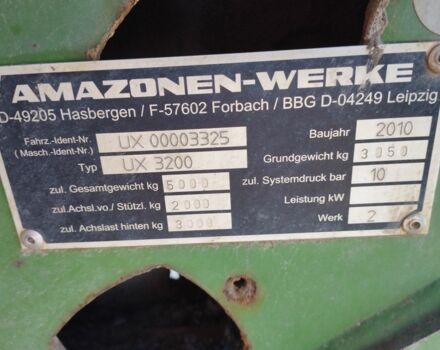 AMAZONEN-WERKE
D-49205 Hasbergen / F-57602 Forbach / BBG D-04249 Leipzig
Fahrz.-Ident-Nr. UX 00003325 Baujahr 2010
(Masch.-Ident-Nr.)
Typ UX 3200 Grundgewicht kg 3050
zul. Gesamtgewicht kg 5000 zul. Systemdruck bar 10
zul.Achsl.vo./ Stützl. kg 2000 Leistung kW
zul. Achslast hinten kg 3000 Werk 2